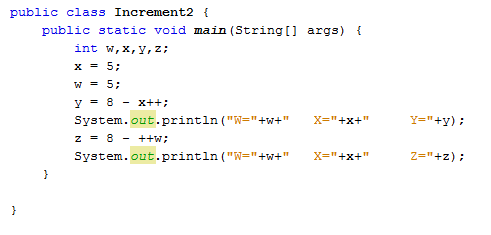 public class Increment2 {
    public static void main(String[] args) {
        int w,x,y,z;
        x = 5;
        w = 5;
        y = 8 - x++;
        System.out.println("W="+w+"   X="+x+"     Y="+y);
        z = 8 - ++w;
        System.out.println("W="+w+"   X="+x+"     Z="+z);
    }
}